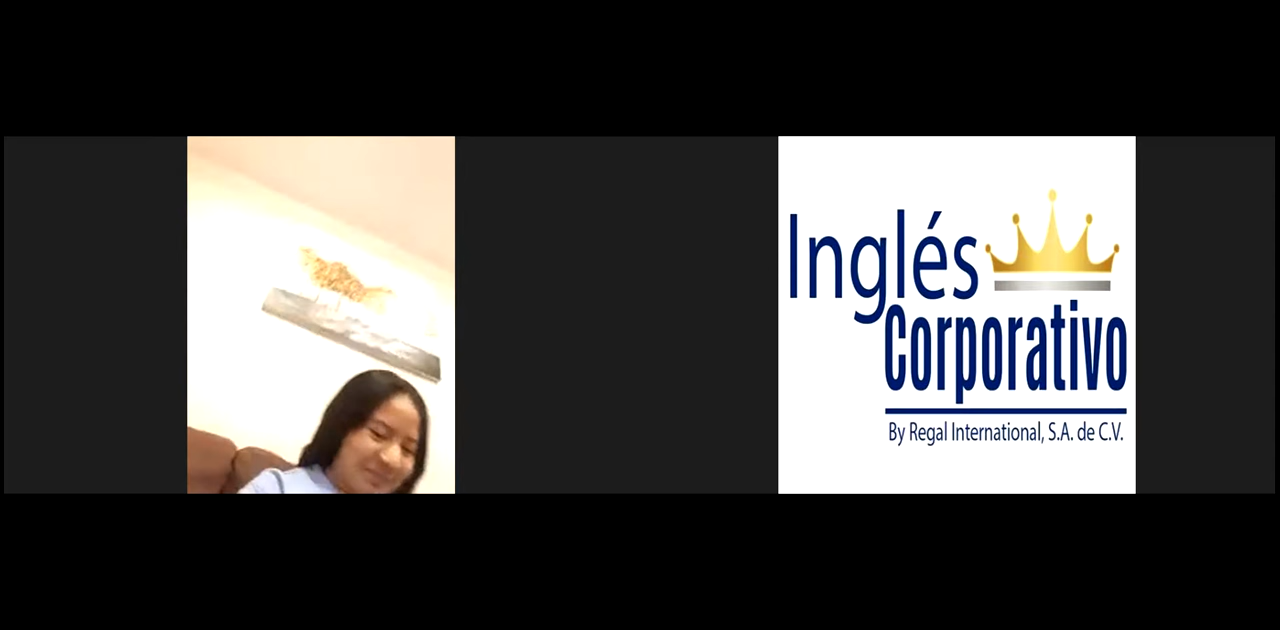 Inglés
Corporativo
By Regal International, S.A. de C.V.